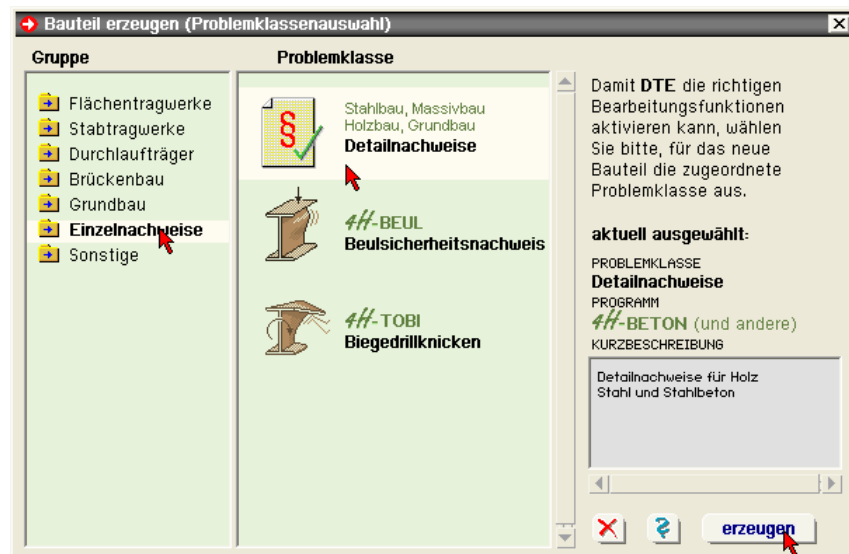 Bauteil erzeugen (Problemklassenauswahl)
Gruppe
Flächentragwerke
Stabtragwerke
Durchlaufträger
Brückenbau
Grundbau
Einzelnachweise
Sonstige
Problemklasse
§
Stahlbau, Massivbau
Holzbau, Grundbau
Detailnachweise
4H-BEUL
Beulsicherheitsnachweis
4H-TOBI
Biegedrillknicken
Damit DTE die richtigen
Bearbeitungsfunktionen
aktivieren kann, wählen
Sie bitte, für das neue
Bauteil die zugeordnete
Problemklasse aus.
aktuell ausgewählt:
PROBLEMKLASSE
Detailnachweise
PROGRAMM
4H-BETON (und andere)
KURZBESCHREIBUNG
Detailnachweise für Holz
Stahl und Stahlbeton
erzeugen